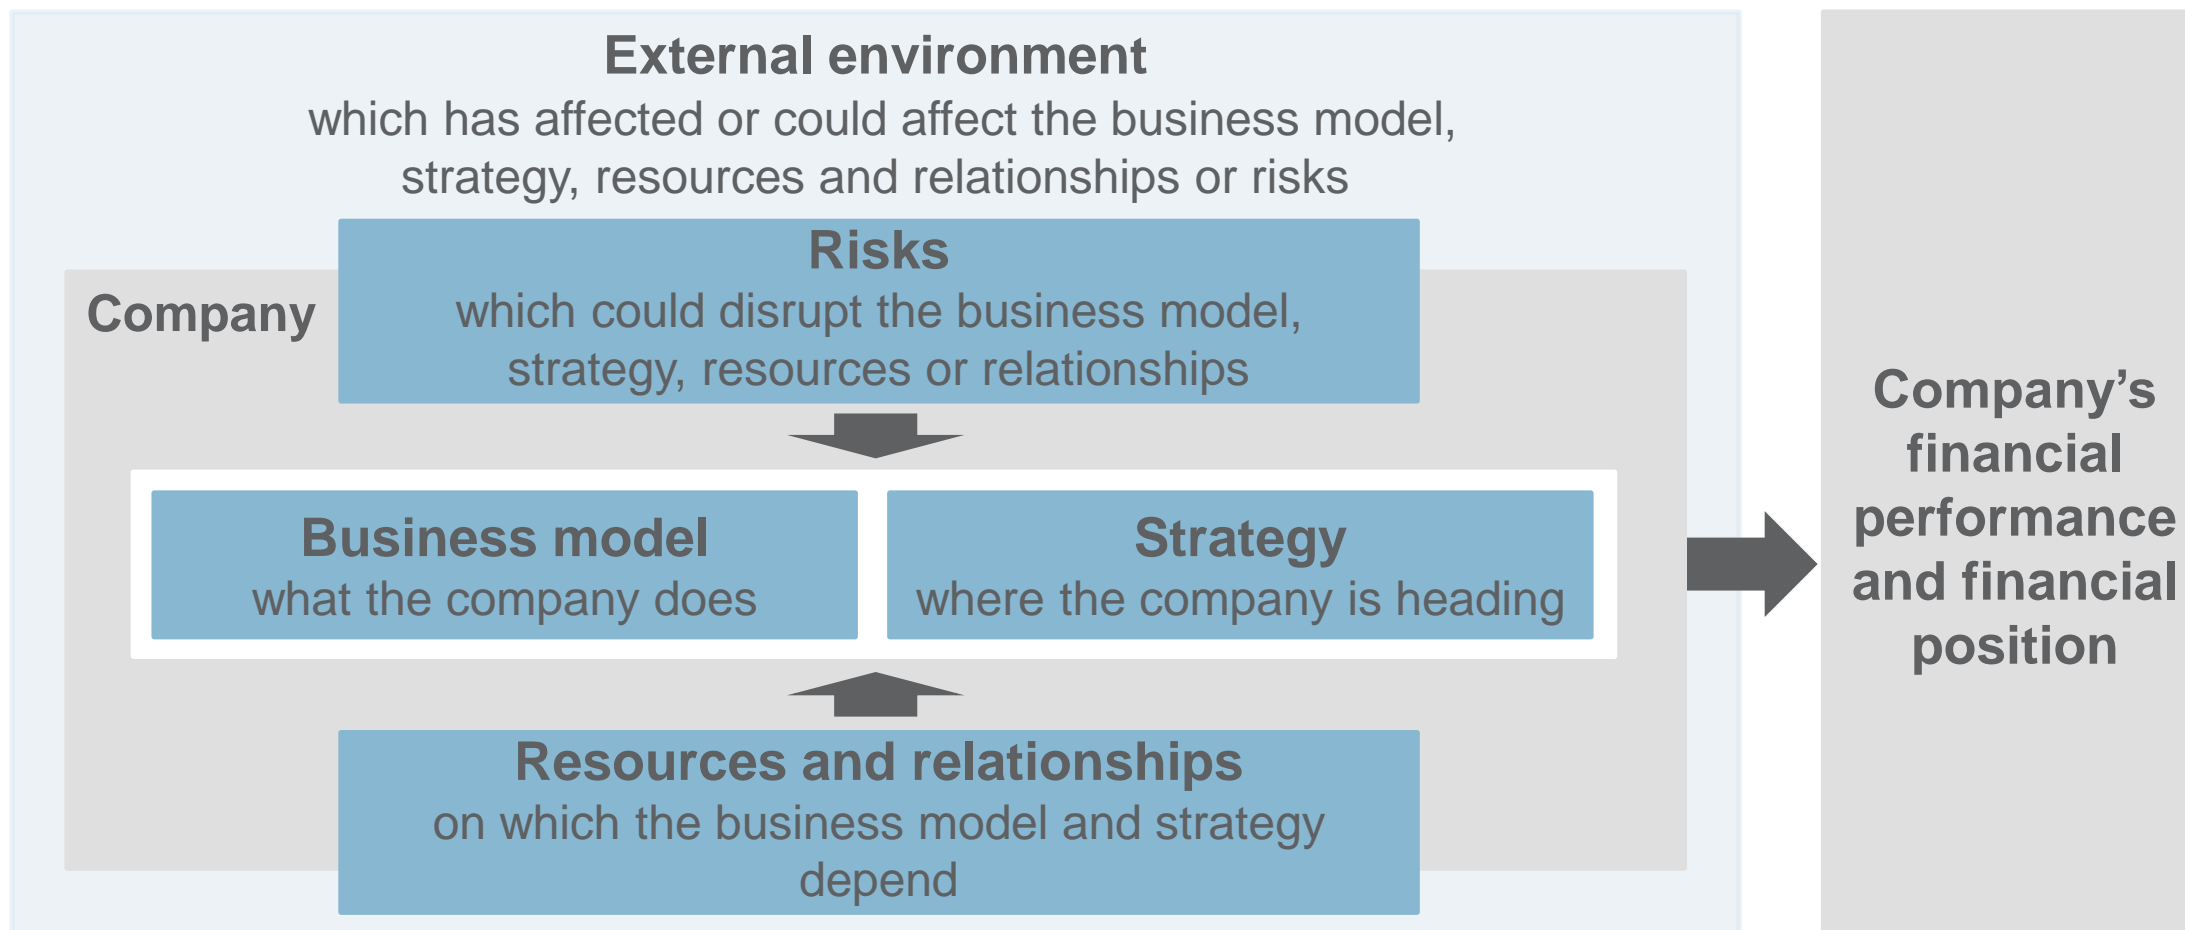 External environment
which has affected or could affect the business model,
strategy, resources and relationships or risks
Risks
which could disrupt the business model,
strategy, resources or relationships
Company
Business model
what the company does
Strategy
where the company is heading
Resources and relationships
on which the business model and strategy
depend
Company’s
financial
performance
and financial
position